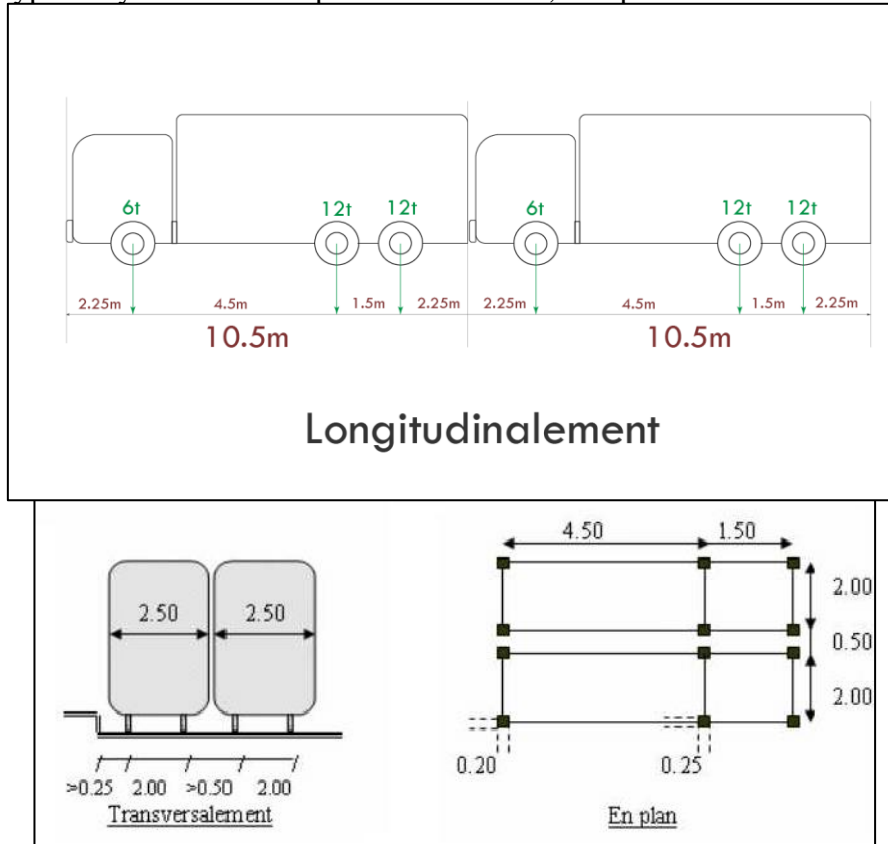 6t 12t 12t 6t 12t 12t
2.25m 4.5m 1.5m 2.25m 2.25m 4.5m 1.5m 2.25m
10.5m 10.5m
Longitudinalement
2.50 2.50
>0.25 2.00 >0.50 2.00
Transversalement
4.50 1.50
2.00
0.50
2.00
0.20 0.25
En plan